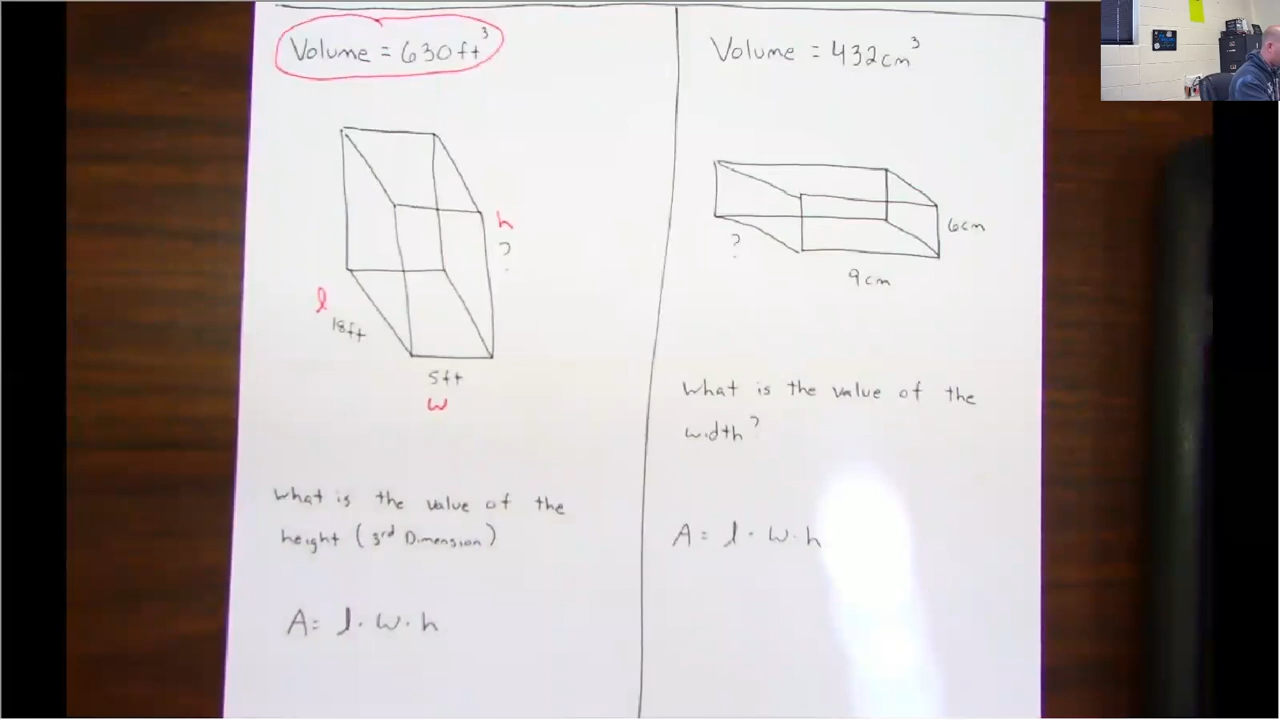 Volume = 630ft³
h
?
l
18ft
5ft
w
What is the value of the
height (3rd Dimension)
A= l·w·h
Volume = 432cm³
?
6cm
9cm
What is the value of the
width?
A= l·w·h